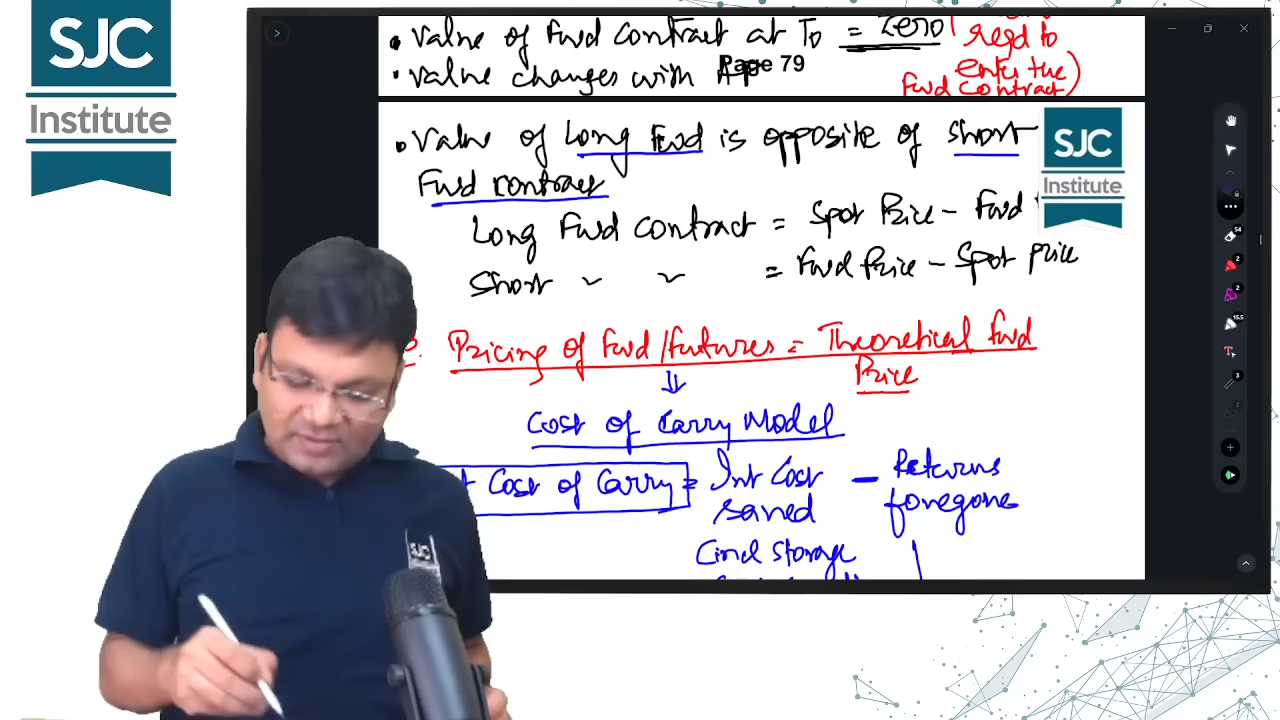 SJC
Institute
• Value of Fwd Contract at T0 = Zero
reqd to
enter the
Fwd Contract)
• Value changes with
Page 79
• Value of Long Fwd is opposite of Short
Fwd contract
Long Fwd Contract = Spot Price - Fwd
Short " " = Fwd Price - Spot price
Pricing of Fwd/Futures = Theoretical Fwd
Price
Cost of Carry Model
Cost of Carry = Int Cost
saved
- Returns
foregone
(incl storage
SJC
Institute
SJC